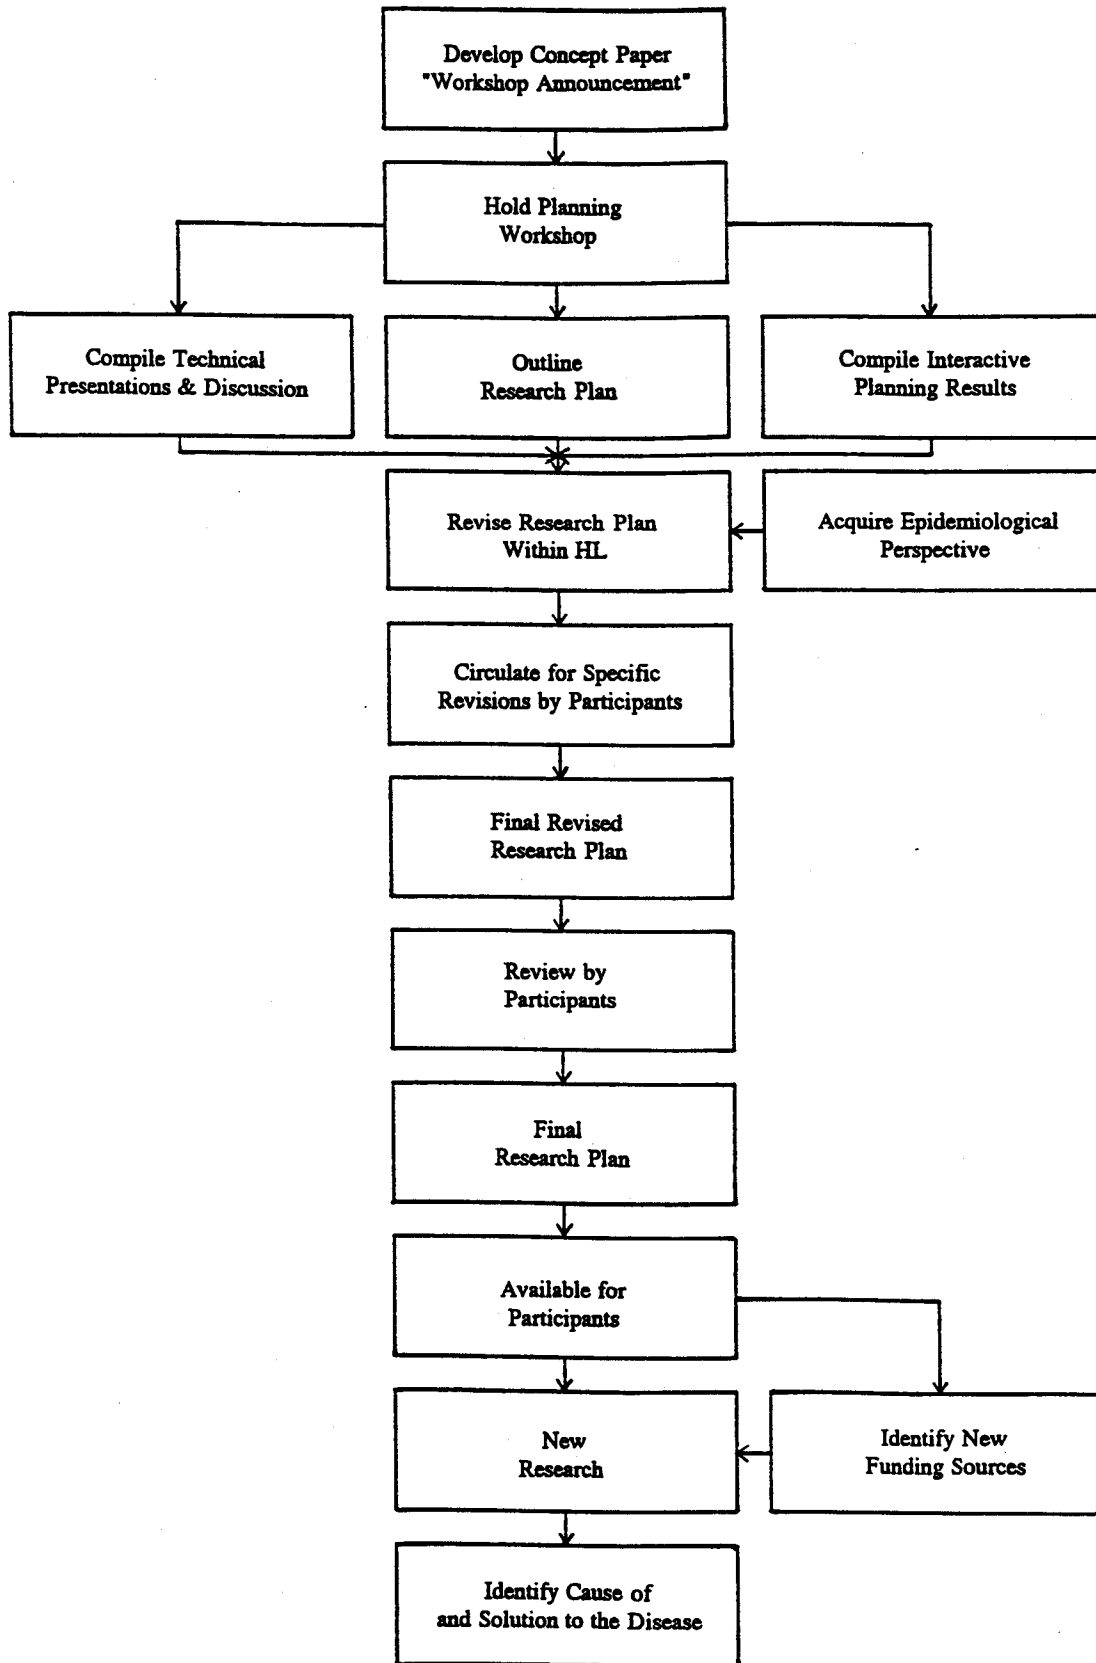 Develop Concept Paper
"Workshop Announcement"
Hold Planning
Workshop
Compile Technical
Presentations & Discussion
Outline
Research Plan
Compile Interactive
Planning Results
Revise Research Plan
Within HL
Acquire Epidemiological
Perspective
Circulate for Specific
Revisions by Participants
Final Revised
Research Plan
Review by
Participants
Final
Research Plan
Available for
Participants
New
Research
Identify New
Funding Sources
Identify Cause of
and Solution to the Disease